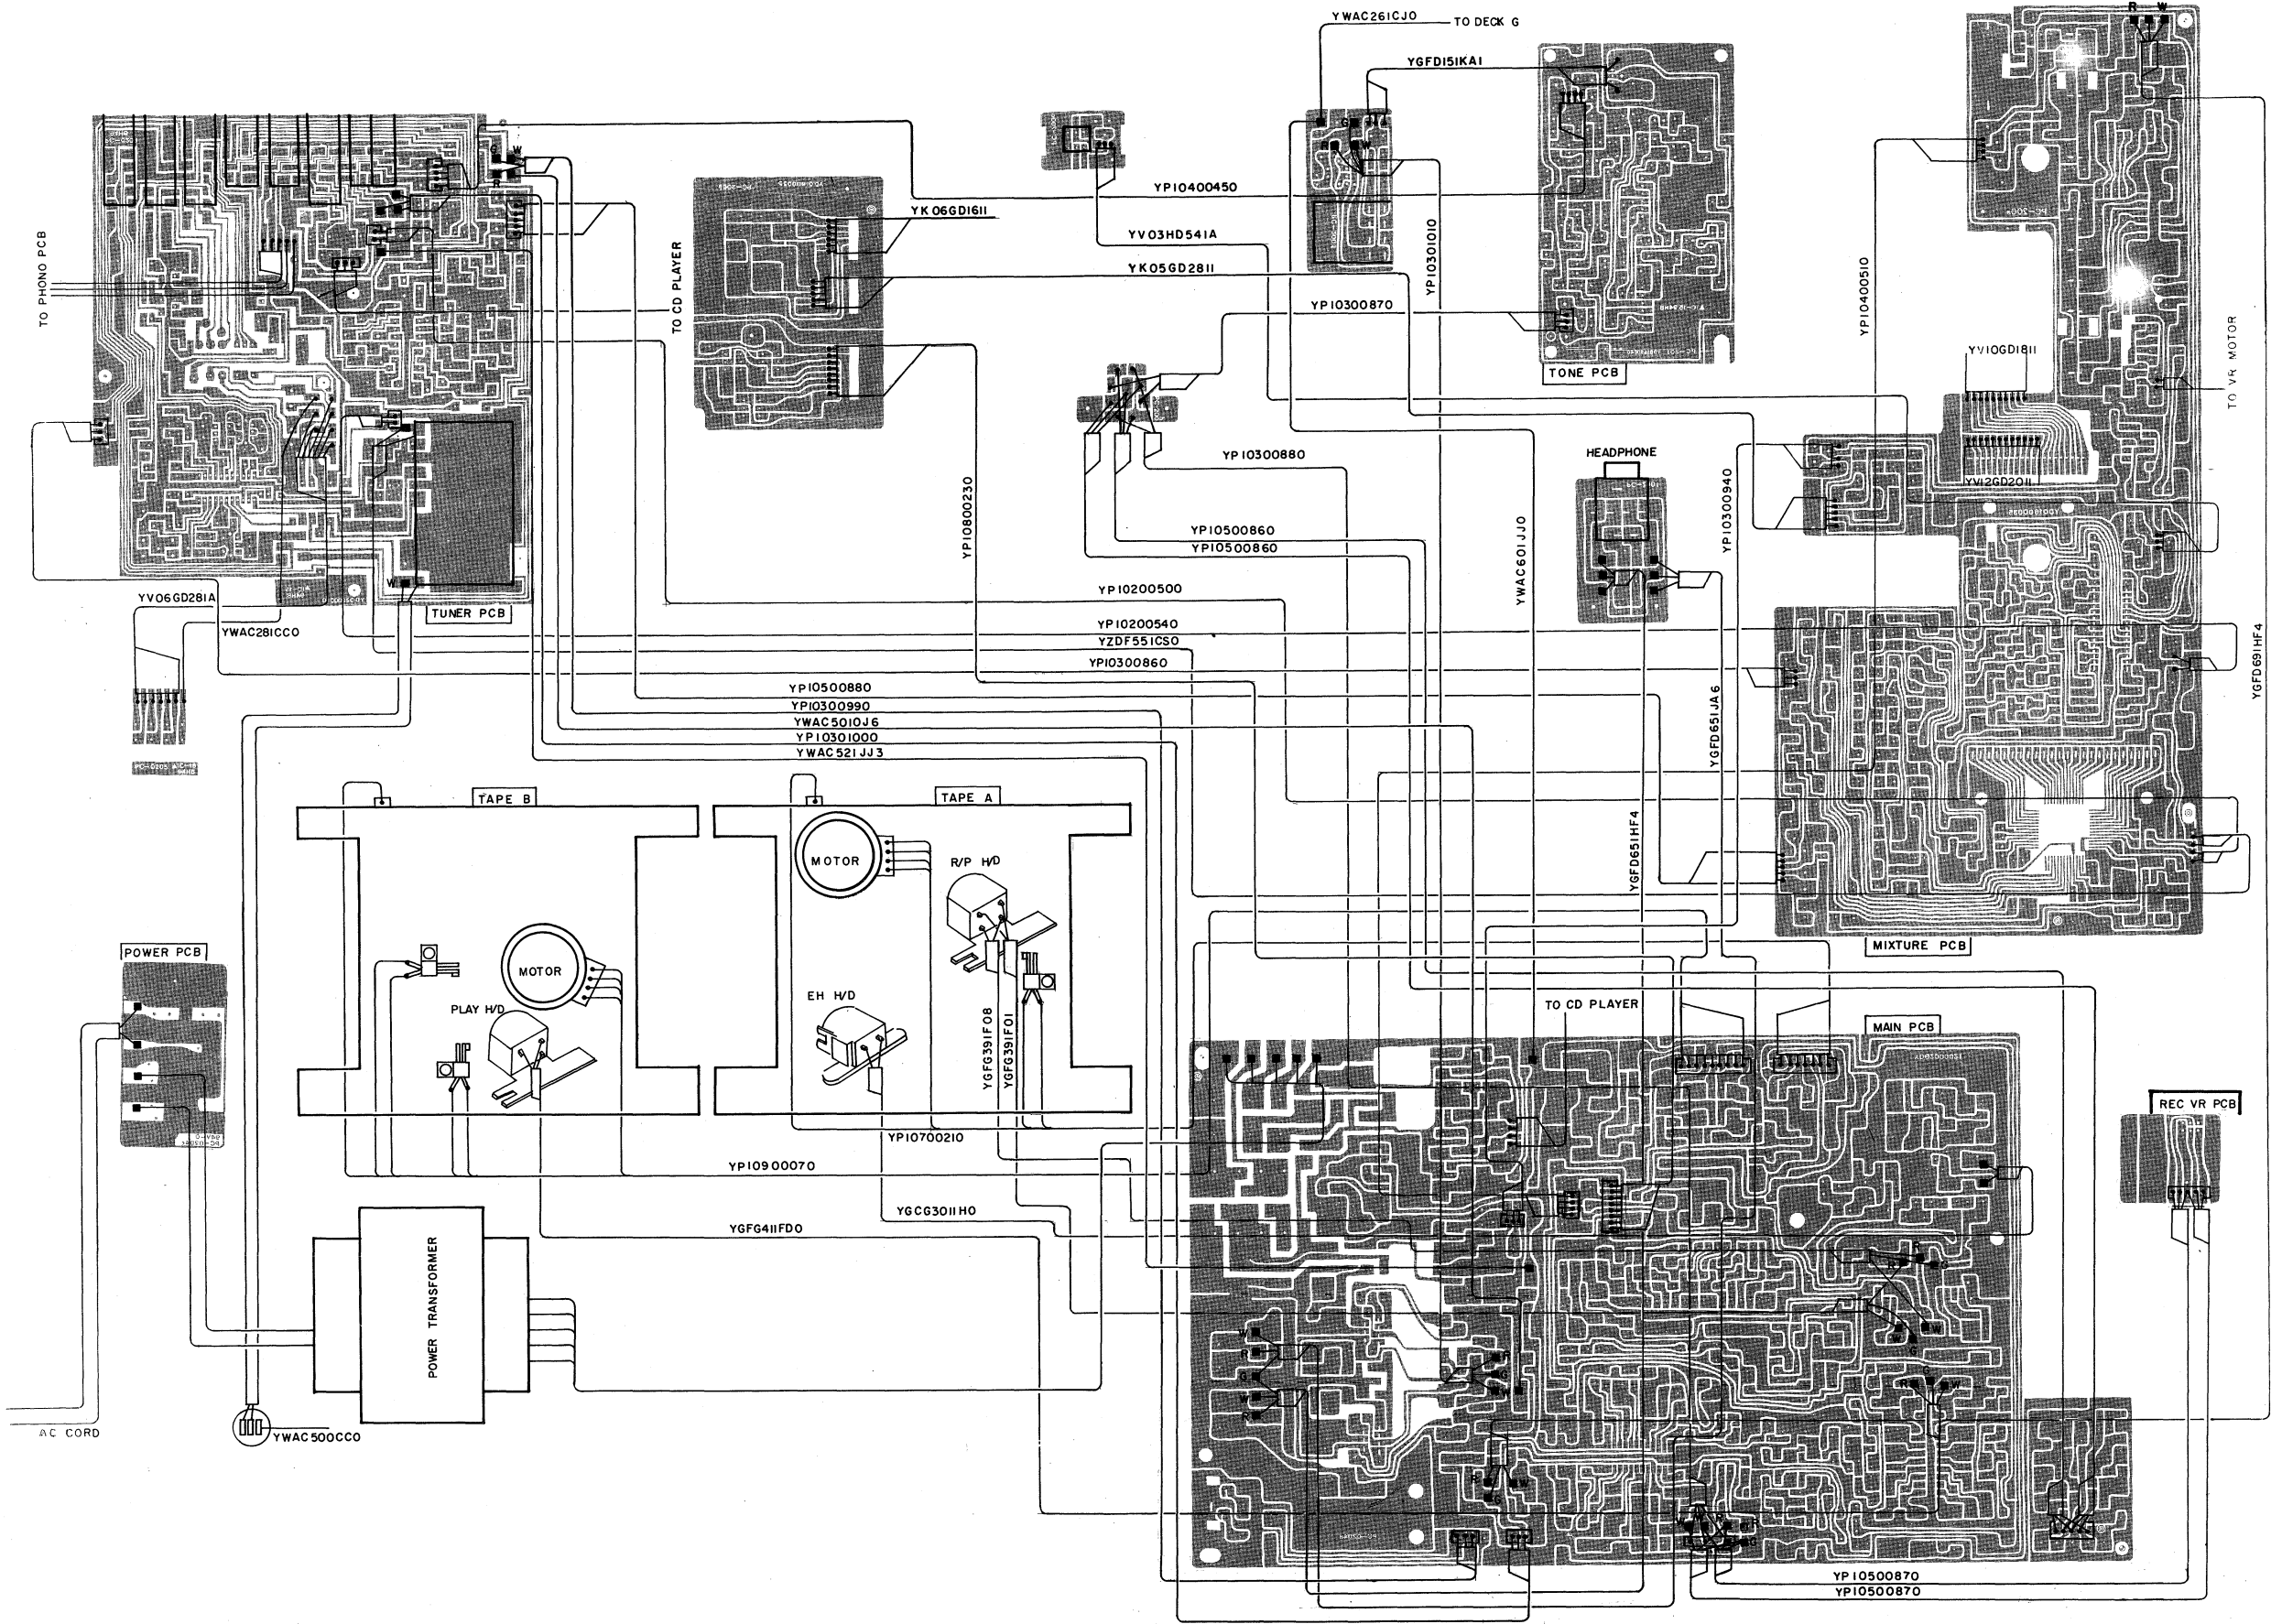 YWAC261CJ0
TO DECK G
R W
YGFD151KA1
G
G W
R
G
R W
YP10400450
YK06GD1611
YV03HD541A
YK05GD2811
YP10301010
YP10300870
TO PHONO PCB
TO CD PLAYER
YP10400510
TO VR MOTOR
YV10GD1811
TONE PCB
HEADPHONE
YP10300880
YP10800230
YP10300940
YV12GD2011
YP10500860
YP10500860
YWAC601JJ0
W
YV06GD281A
TUNER PCB
YWAC281CC0
YP10200500
YP10200540
YZDF551CS0
YP10300860
YGFD691HF4
YP10500880
YP10300990
YWAC5010J6
YP10301000
YWAC521JJ3
YGFD651JA6
TAPE B
TAPE A
MOTOR
R/P H/D
YGFD651HF4
MIXTURE PCB
POWER PCB
MOTOR
PLAY H/D
EH H/D
YGFG391F08
YGFG391F01
TO CD PLAYER
MAIN PCB
REC VR PCB
YP10700210
YP10900070
YGCG3011H0
YGFG411FD0
POWER TRANSFORMER
R
R G
W
R
G
W
R
W W
G
R
G
W
G
R W
AC CORD
YWAC500CC0
R W
G
YP10500870
YP10500870